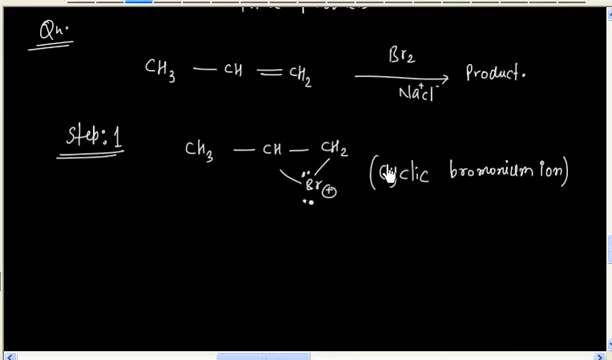 Qn.
Br2
CH3 — CH = CH2 → Product.
Na+Cl-
Step: 1
CH3 — CH — CH2
Br +
(Cyclic bromonium ion)